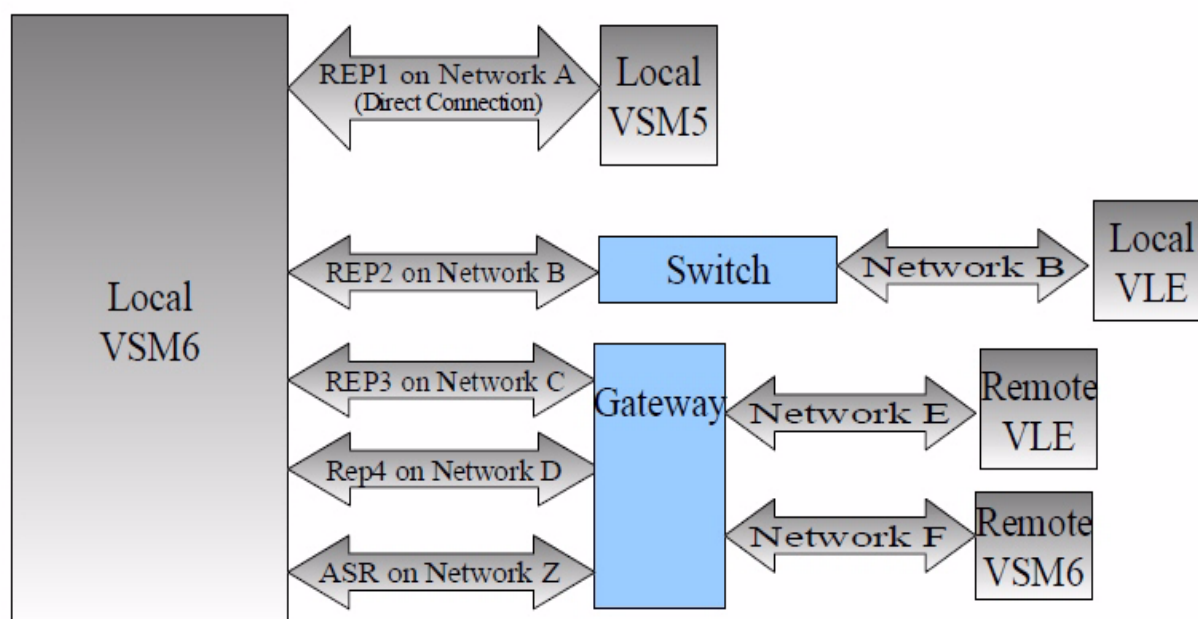 REP1 on Network A
(Direct Connection)
Local
VSM5
Local
VSM6
REP2 on Network B
Switch
Network B
Local
VLE
REP3 on Network C
Gateway
Network E
Remote
VLE
Rep4 on Network D
Network F
Remote
VSM6
ASR on Network Z